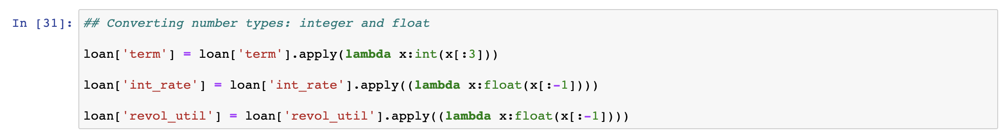 In [31]: ## Converting number types: integer and float
loan['term'] = loan['term'].apply(lambda x:int(x[:3]))
loan['int_rate'] = loan['int_rate'].apply((lambda x:float(x[:-1])))
loan['revol_util'] = loan['revol_util'].apply((lambda x:float(x[:-1])))